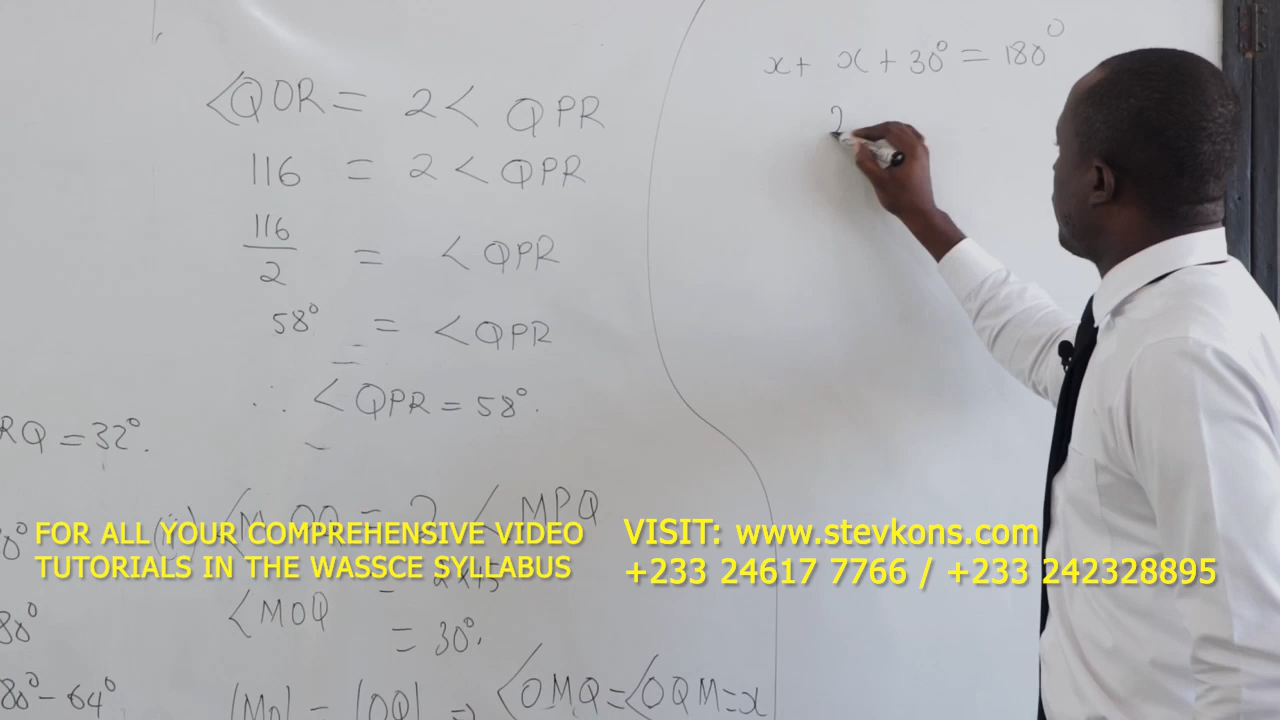 <QOR = 2< QPR
116 = 2 < QPR
116
2
= < QPR
58° = <QPR
∴ < QPR = 58°.
RQ = 32°.
(ii) <MOQ = 2 < MPQ
= 2x15
<MOQ
= 30°.
80°
80°-64°
|MO| = |OQ| => <OMQ = <OQM = x
x + x + 30° = 180°
2
FOR ALL YOUR COMPREHENSIVE VIDEO
TUTORIALS IN THE WASSCE SYLLABUS
VISIT: www.stevkons.com
+233 24617 7766 / +233 242328895